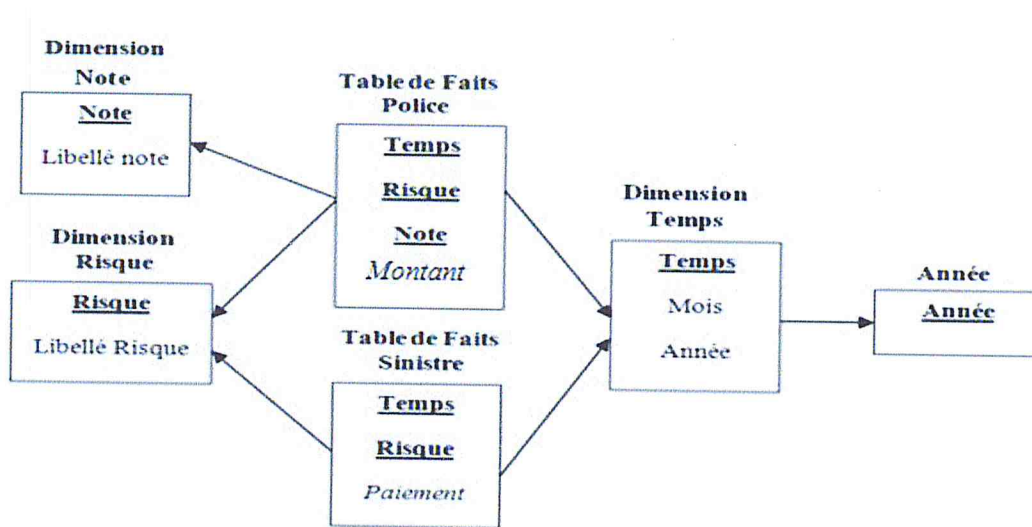 Dimension
Note
Note
Libellé note
Dimension
Risque
Risque
Libellé Risque
Table de Faits
Police
Temps
Risque
Note
Montant
Table de Faits
Sinistre
Temps
Risque
Paiement
Dimension
Temps
Temps
Mois
Année
Année
Année